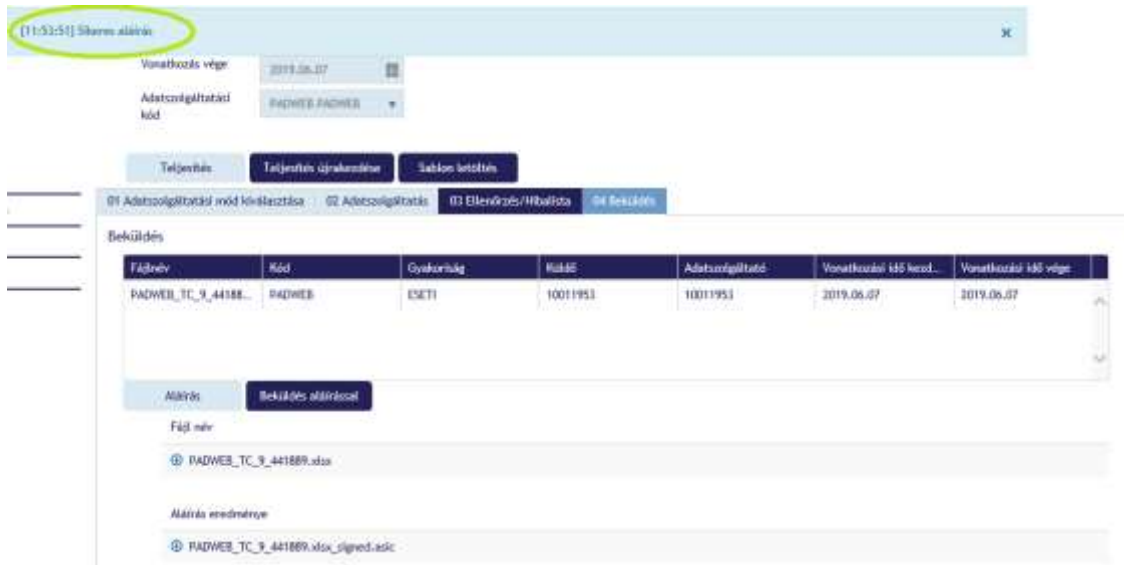 [11:53:51] Sikeres aláírás
Vonatkozás vége 2019.06.07
Adatszolgáltatási kód PADWEB PADWEB
Teljesítés Teljesítés újrakezdése Sablon letöltés
01 Adatszolgáltatási mód kiválasztása 02 Adatszolgáltatás 03 Ellenőrzés/Hibalista 04 Beküldés
Beküldés
Fájlnév Kód Gyakoriság Küldő Adatszolgáltató Vonatkozási idő kezd... Vonatkozási idő vége
PADWEB_TC_9_44188... PADWEB ESETI 10011953 10011953 2019.06.07 2019.06.07
Aláírás Beküldés aláírással
Fájl név
PADWEB_TC_9_441889.xlsx
Aláírás eredménye
PADWEB_TC_9_441889.xlsx_signed.asic